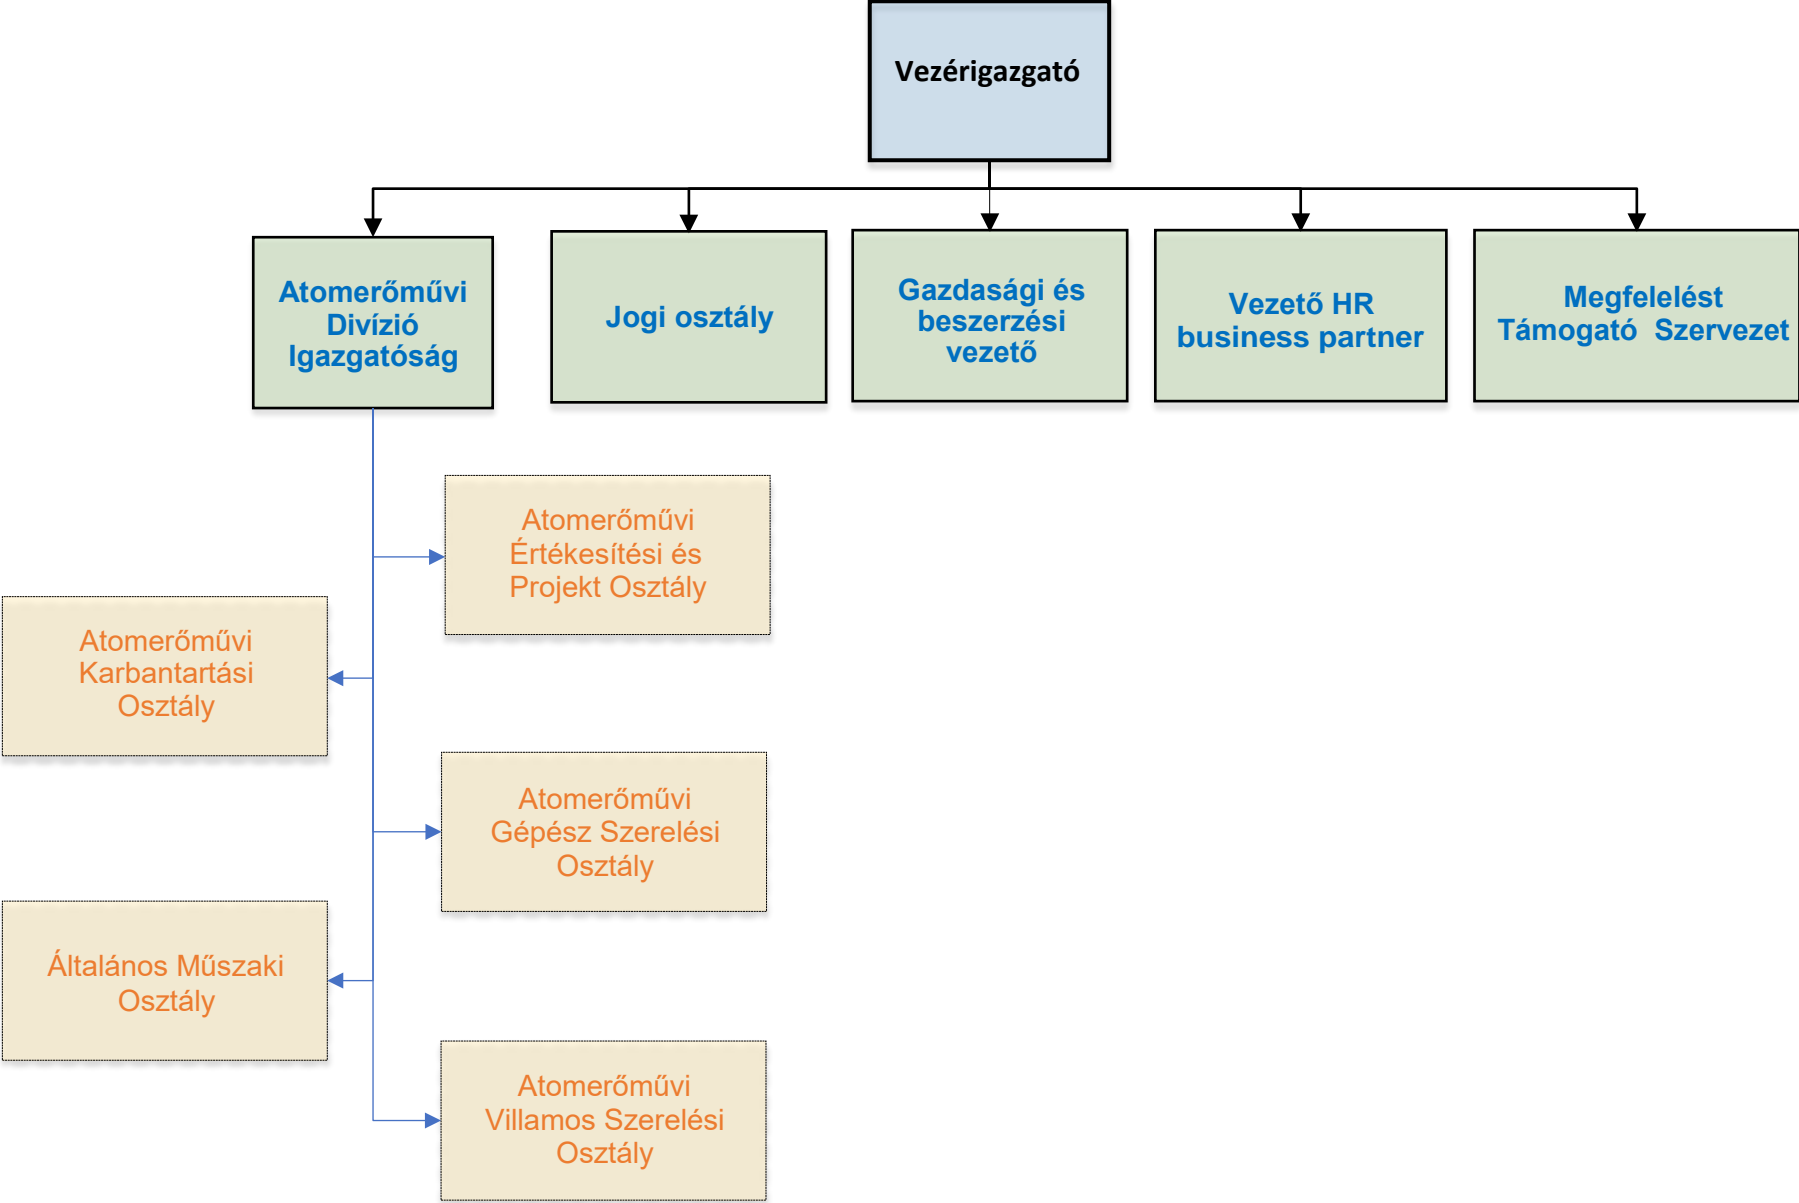 Vezérigazgató
Atomerőművi
Divízió
Igazgatóság
Jogi osztály
Gazdasági és
beszerzési
vezető
Vezető HR
business partner
Megfelelést
Támogató  Szervezet
Atomerőművi
Értékesítési és
Projekt Osztály
Atomerőművi
Karbantartási
Osztály
Atomerőművi
Gépész Szerelési
Osztály
Általános Műszaki
Osztály
Atomerőművi
Villamos Szerelési
Osztály